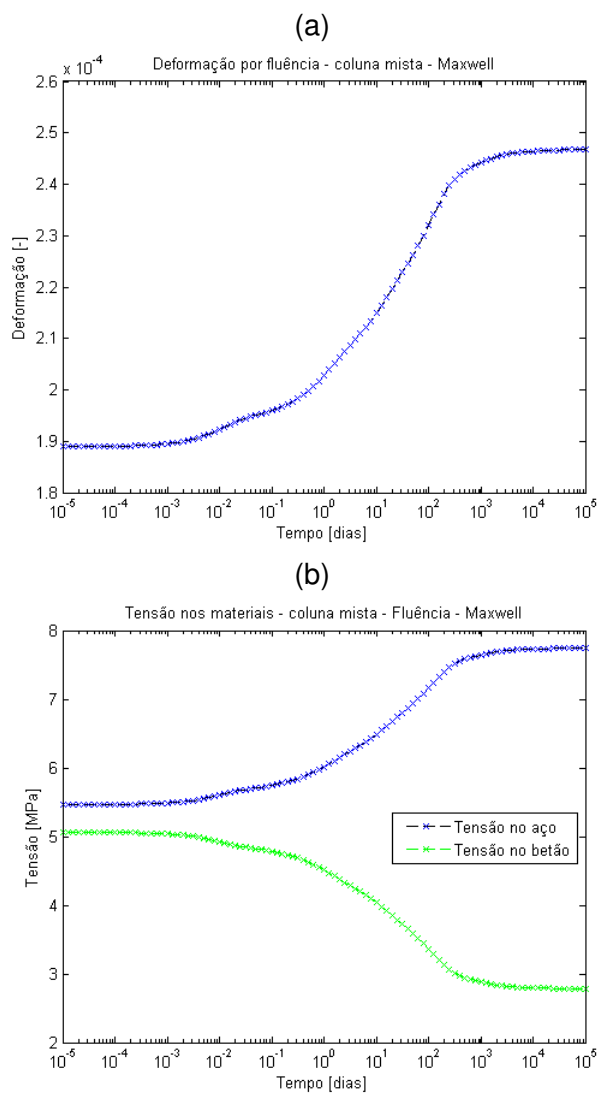 (a)
Deformação por fluência - coluna mista - Maxwell
x 10^-4
2.6
2.5
2.4
2.3
2.2
2.1
2
1.9
1.8
Deformação [-]
10^-5 10^-4 10^-3 10^-2 10^-1 10^0 10^1 10^2 10^3 10^4 10^5
Tempo [dias]
(b)
Tensão nos materiais - coluna mista - Fluência - Maxwell
8
7
6
5
4
3
2
Tensão [MPa]
Tensão no aço
Tensão no betão
10^-5 10^-4 10^-3 10^-2 10^-1 10^0 10^1 10^2 10^3 10^4 10^5
Tempo [dias]